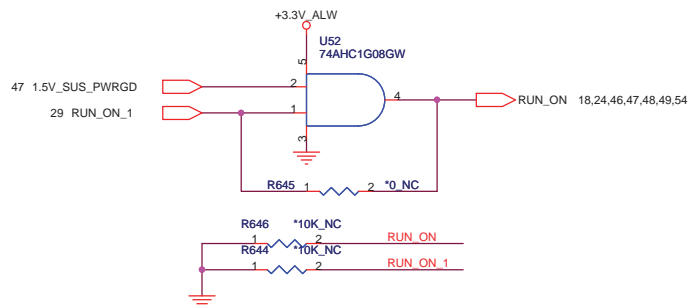 +3.3V_ALW
U52
74AHC1G08GW
5
47 1.5V_SUS_PWRGD 2
4 RUN_ON 18,24,46,47,48,49,54
29 RUN_ON_1 1
3
R645 1 2 *0_NC
R646 *10K_NC
1 2 RUN_ON
R644 *10K_NC
1 2 RUN_ON_1